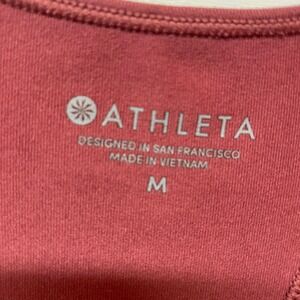 ATHLETA
DESIGNED IN SAN FRANCISCO
MADE IN VIETNAM
M